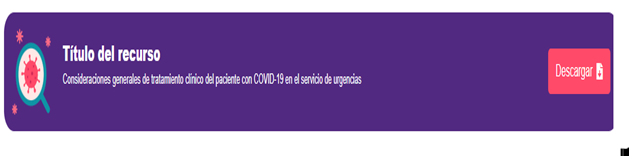 Título del recurso
Consideraciones generales de tratamiento clínico del paciente con COVID-19 en el servicio de urgencias
Descargar